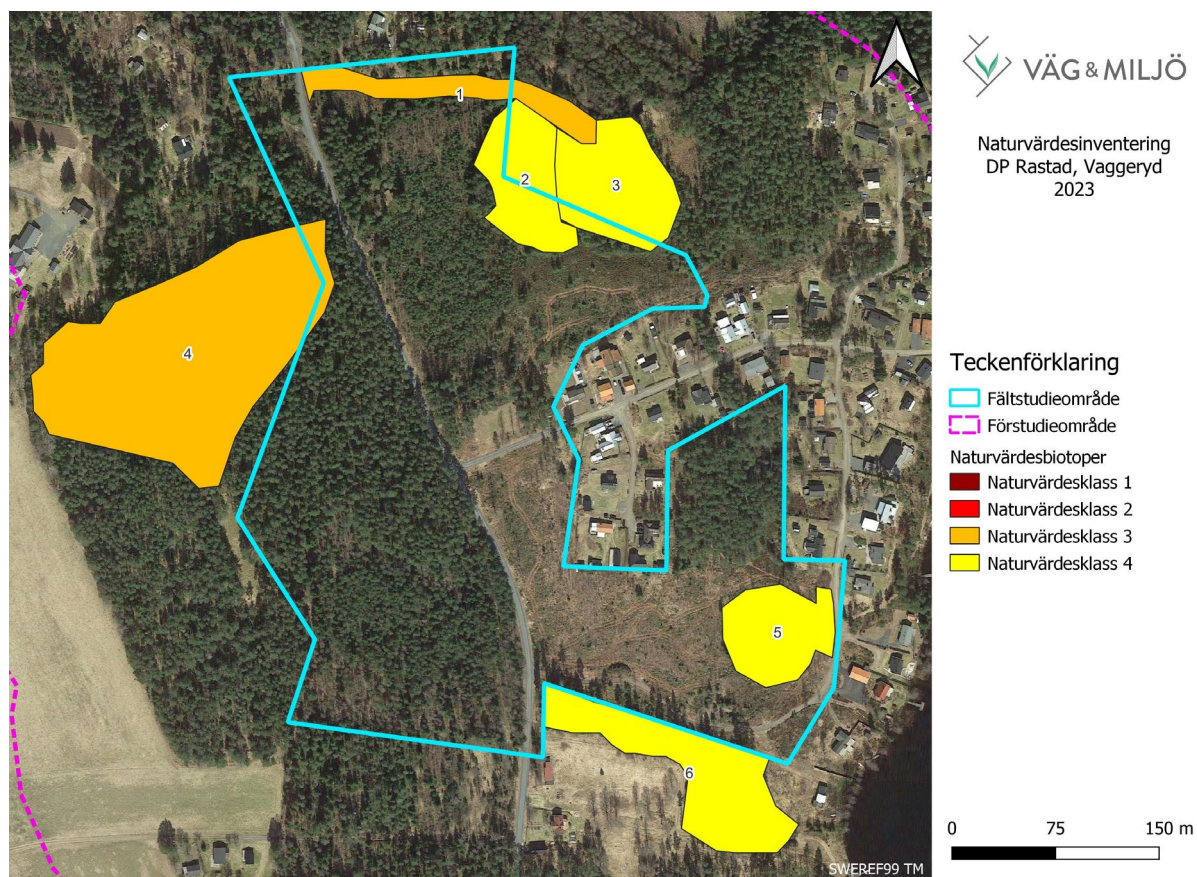 VÄG & MILJÖ
Naturvärdesinventering
DP Rastad, Vaggeryd
2023
1
2
3
4
5
6
Teckenförklaring
Fältstudieområde
Förstudieområde
Naturvärdesbiotoper
Naturvärdesklass 1
Naturvärdesklass 2
Naturvärdesklass 3
Naturvärdesklass 4
0 75 150 m
SWEREF99 TM